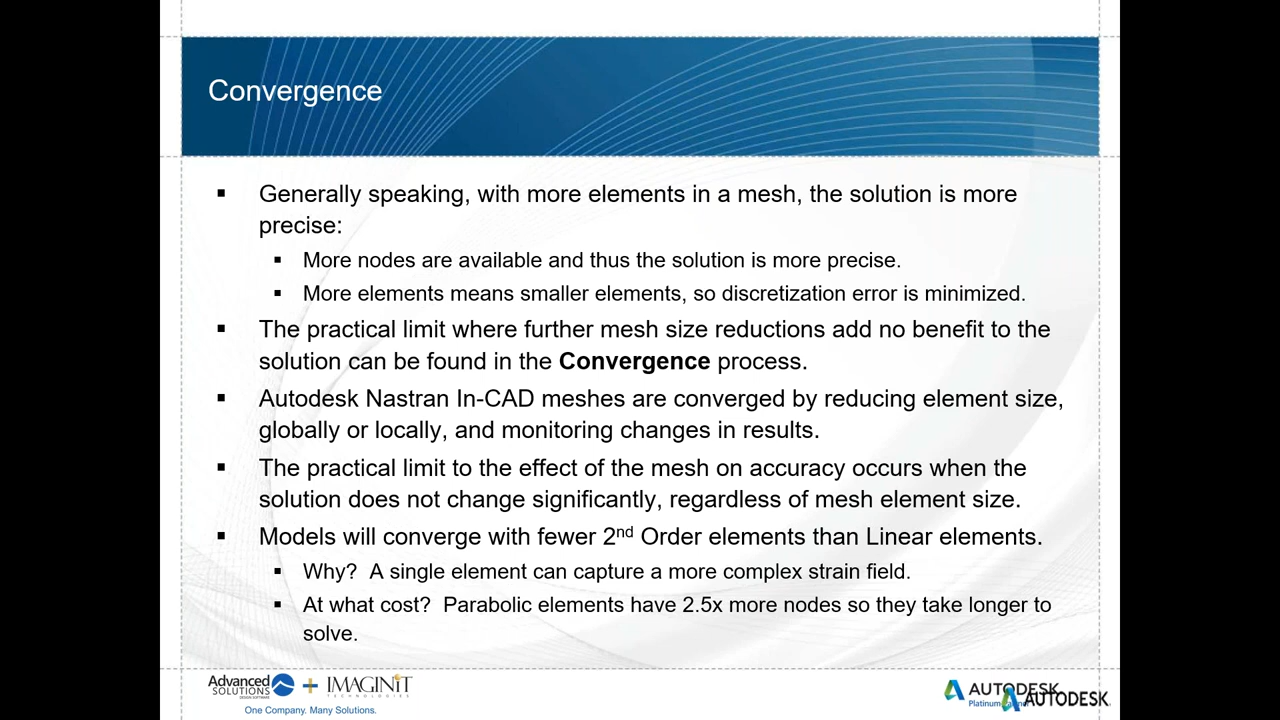 Convergence
▪ Generally speaking, with more elements in a mesh, the solution is more
precise:
▪ More nodes are available and thus the solution is more precise.
▪ More elements means smaller elements, so discretization error is minimized.
▪ The practical limit where further mesh size reductions add no benefit to the
solution can be found in the Convergence process.
▪ Autodesk Nastran In-CAD meshes are converged by reducing element size,
globally or locally, and monitoring changes in results.
▪ The practical limit to the effect of the mesh on accuracy occurs when the
solution does not change significantly, regardless of mesh element size.
▪ Models will converge with fewer 2nd Order elements than Linear elements.
▪ Why?  A single element can capture a more complex strain field.
▪ At what cost?  Parabolic elements have 2.5x more nodes so they take longer to
solve.
Advanced
SOLUTIONS
DESIGN SOFTWARE
+ IMAGINiT
TECHNOLOGIES
One Company. Many Solutions.
AUTODESK
Platinum
AUTODESK